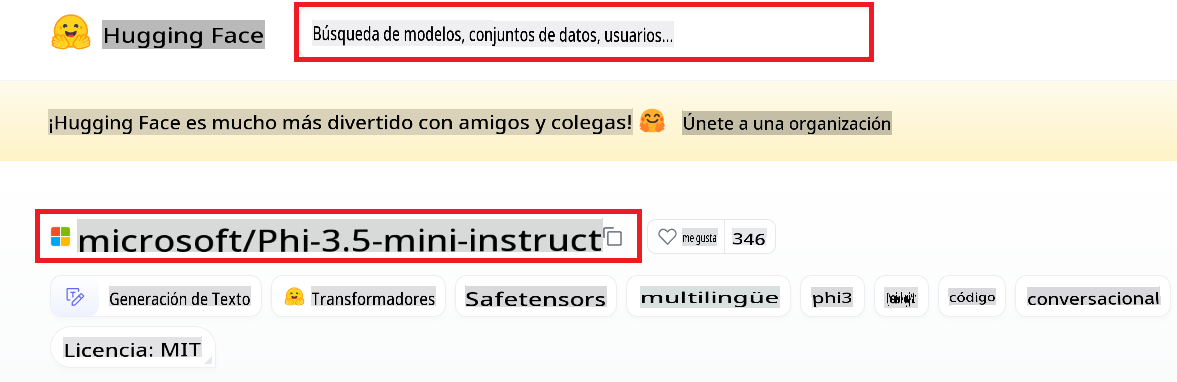 Hugging Face
Búsqueda de modelos, conjuntos de datos, usuarios...
¡Hugging Face es mucho más divertido con amigos y colegas! Únete a una organización
microsoft/Phi-3.5-mini-instruct me gusta 346
Generación de Texto Transformadores Safetensors multilingüe phi3 código conversacional
Licencia: MIT